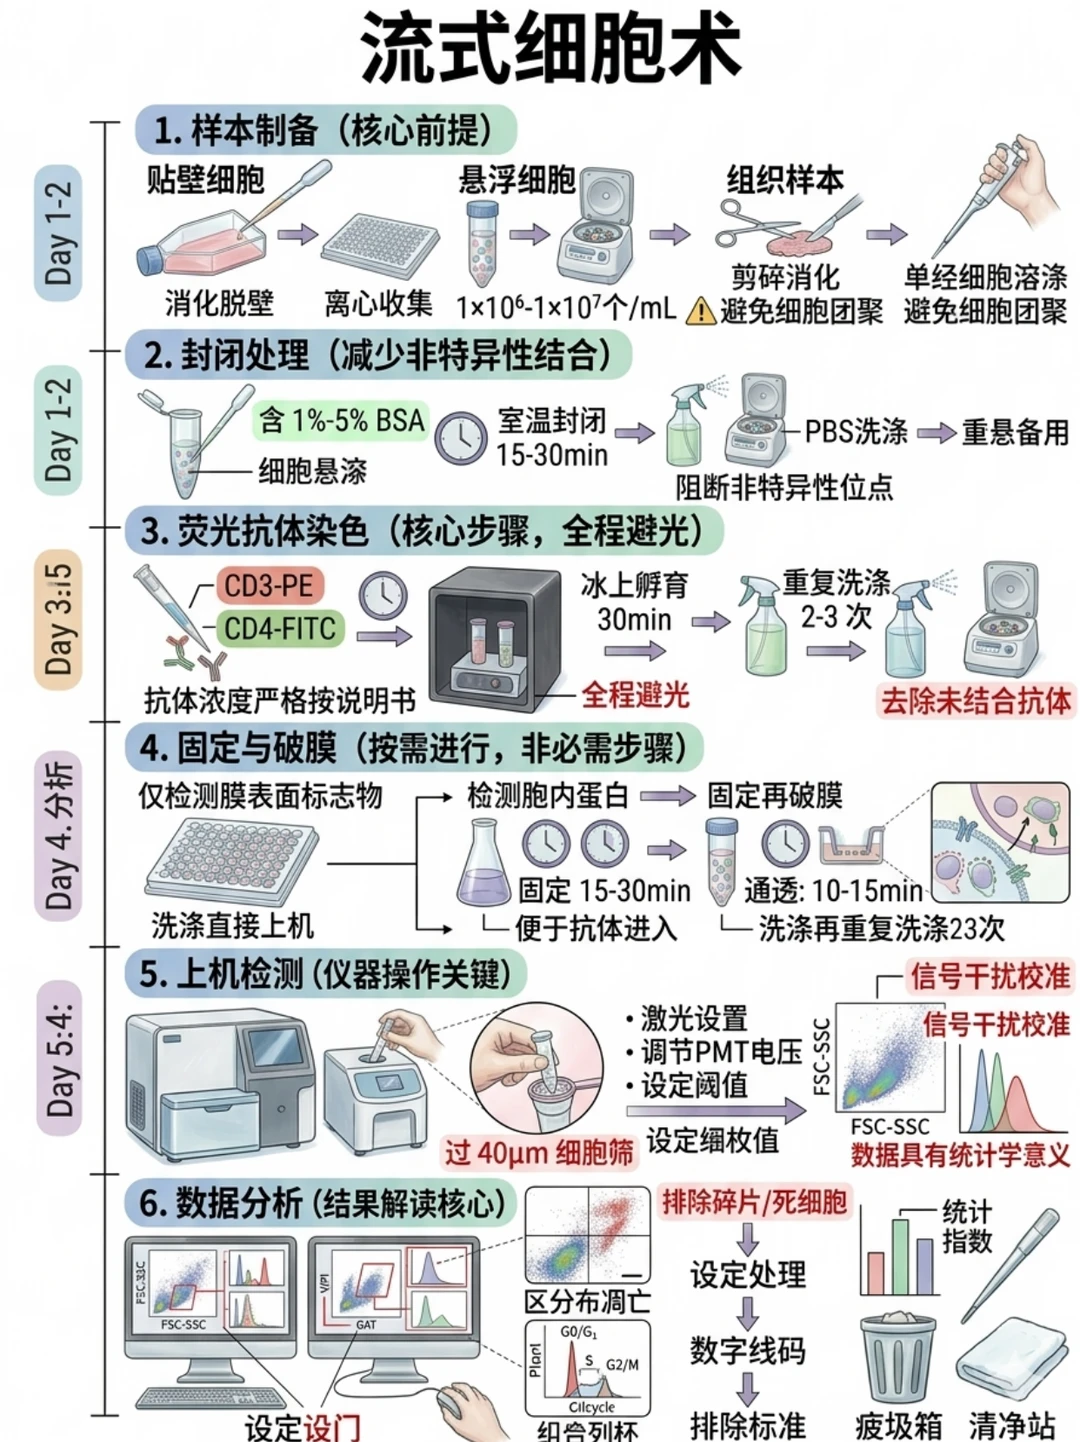 流式细胞术
Day 1-2
1. 样本制备（核心前提）
贴壁细胞
悬浮细胞
组织样本
消化脱壁
离心收集
1×10⁶-1×10⁷个/mL
剪碎消化
避免细胞团聚
单经细胞溶涤
避免细胞团聚
Day 1-2
2. 封闭处理（减少非特异性结合）
含 1%-5% BSA
细胞悬滚
室温封闭
15-30min
PBS洗涤
重悬备用
阻断非特异性位点
3. 荧光抗体染色（核心步骤，全程避光）
CD3-PE
CD4-FITC
抗体浓度严格按说明书
冰上孵育
30min
全程避光
重复洗涤
2-3 次
去除未结合抗体
Day 4.分析
4. 固定与破膜（按需进行，非必需步骤）
仅检测膜表面标志物
洗涤直接上机
检测胞内蛋白
固定再破膜
固定 15-30min
便于抗体进入
通透: 10-15min
洗涤再重复洗涤23次
Day 5:4:
5. 上机检测（仪器操作关键）
过 40μm 细胞筛
• 激光设置
• 调节PMT电压
• 设定阈值
信号干扰校准
信号干扰校准
FSC-SSC
FSC-SSC
数据具有统计学意义
6. 数据分析（结果解读核心）
FSC-SSC
GAT
设定设门
区分布凋亡
G0/G₁
S
G2/M
排除碎片/死细胞
设定处理
数字线码
排除标准
统计
指数
清净站